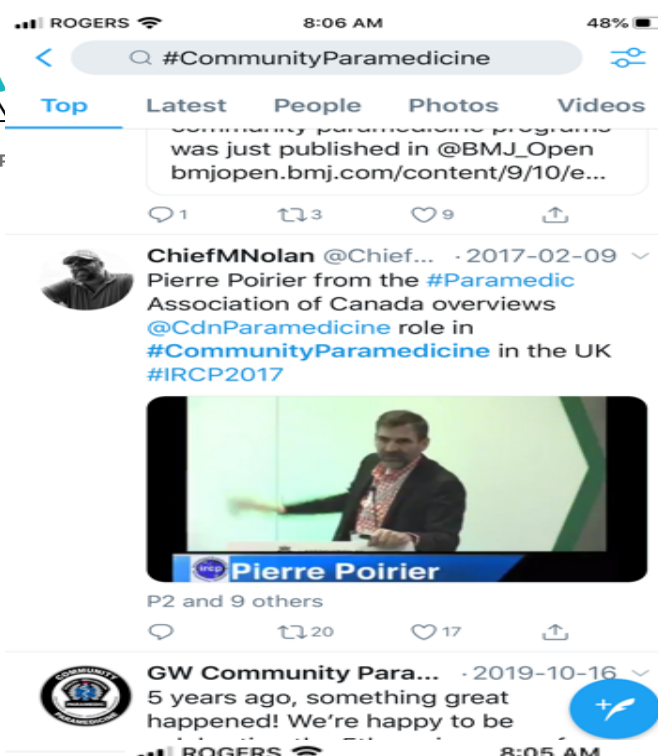 ROGERS 8:06 AM 48%
#CommunityParamedicine
Top Latest People Photos Videos
community paramedicine programs
was just published in @BMJ_Open
bmjopen.bmj.com/content/9/10/e...
1 3 9
ChiefMNolan @Chief... · 2017-02-09
Pierre Poirier from the #Paramedic
Association of Canada overviews
@CdnParamedicine role in
#CommunityParamedicine in the UK
#IRCP2017
ircp Pierre Poirier
P2 and 9 others
20 17
GW Community Para... · 2019-10-16
COMMUNITY
PARAMEDICINE
5 years ago, something great
happened! We're happy to be
ROGERS 8:05 AM